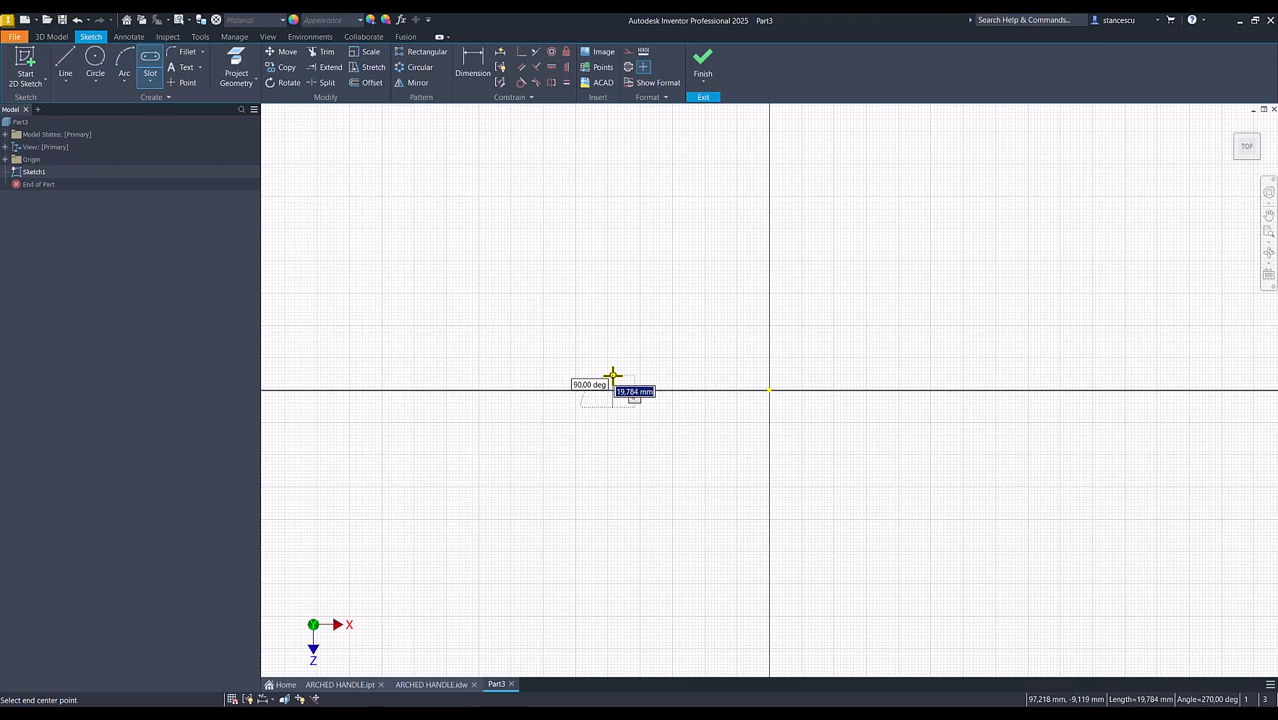 Material
Appearance
Autodesk Inventor Professional 2025 Part3
Search Help & Commands...
stancescu
File 3D Model Sketch Annotate Inspect Tools Manage View Environments Collaborate Fusion
Start 2D Sketch
Line
Circle
Arc
Slot
Fillet
Text
Point
Project Geometry
Move
Copy
Rotate
Trim
Extend
Split
Scale
Stretch
Offset
Rectangular
Circular
Mirror
Dimension
Image
Points
ACAD
Show Format
Finish
Sketch
Create
Modify
Pattern
Constrain
Insert
Format
Exit
Model
Part3
Model States: [Primary]
View: [Primary]
Origin
Sketch1
End of Part
TOP
90,00 deg
19,784 mm
Y
X
Z
Home ARCHED HANDLE.ipt ARCHED HANDLE.idw Part3
Select end center point
97,218 mm, -9,119 mm Length=19,784 mm Angle=270,00 deg 1 3